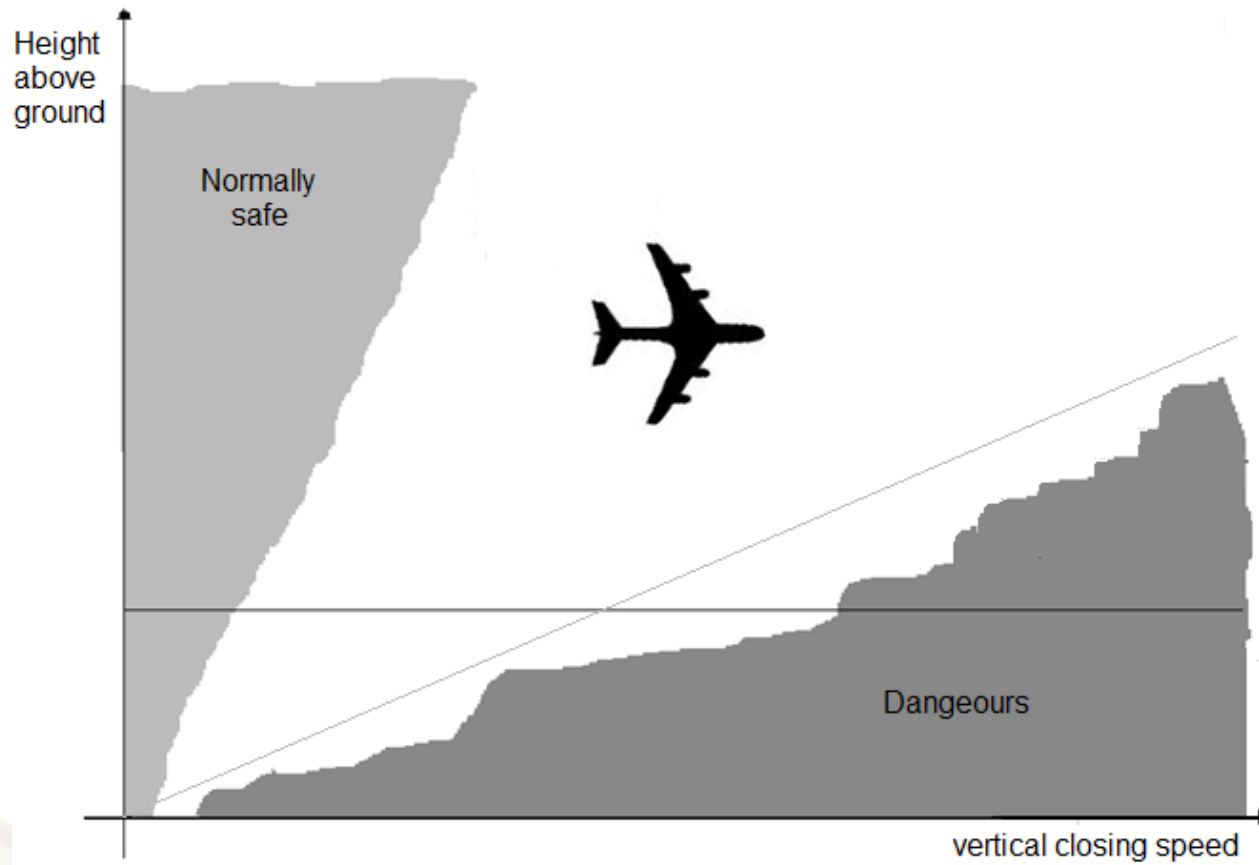 Height
above
ground
Normally
safe
Dangeours
vertical closing speed